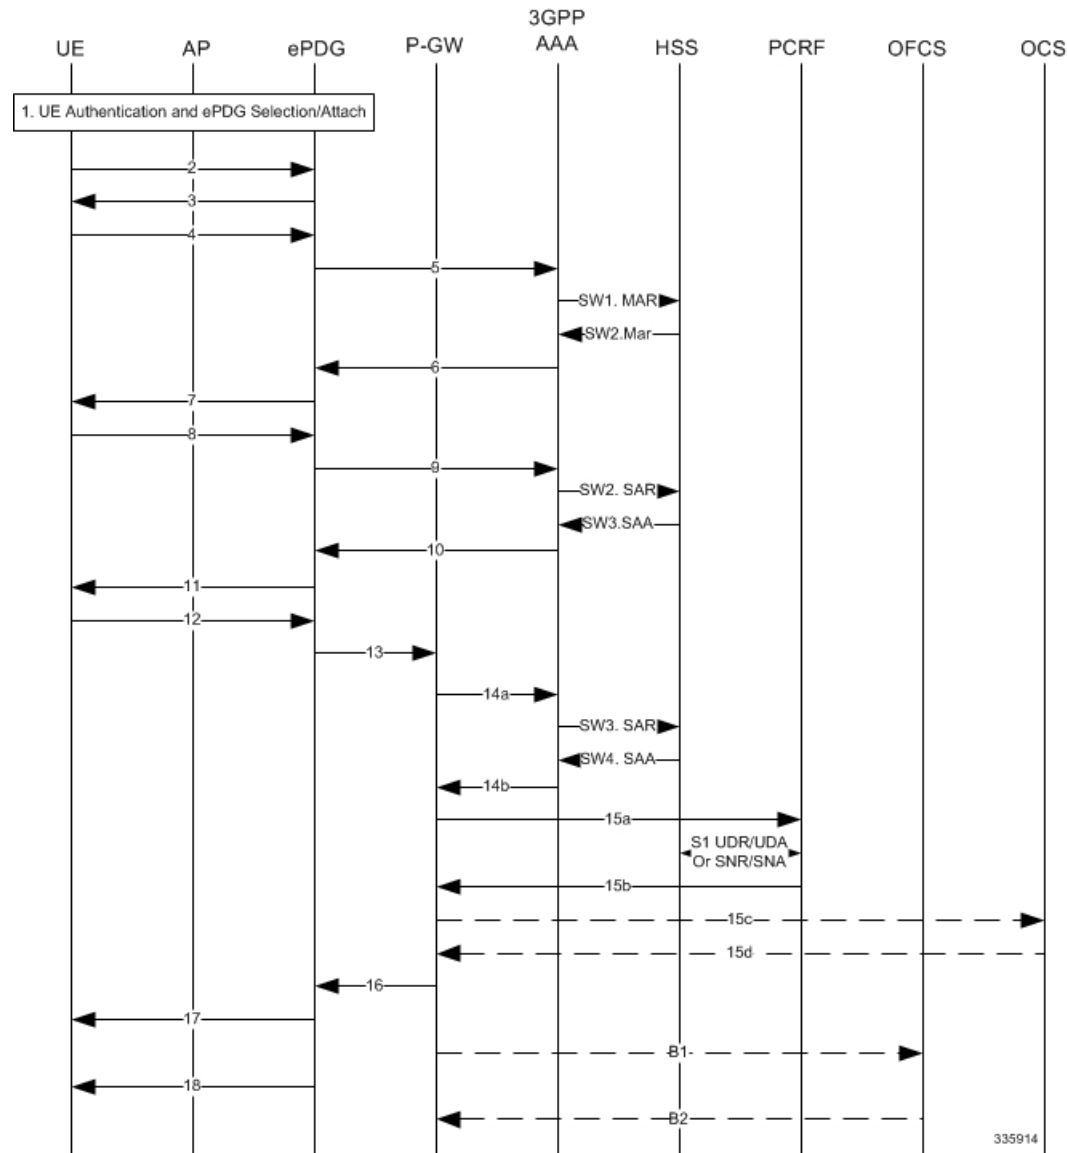 3GPP
UE AP ePDG P-GW AAA HSS PCRF OFCS OCS
1. UE Authentication and ePDG Selection/Attach
2
3
4
5
SW1. MAR
SW2.Mar
6
7
8
9
SW2. SAR
SW3.SAA
10
11
12
13
14a
SW3. SAR
SW4. SAA
14b
15a
S1 UDR/UDA
Or SNR/SNA
15b
15c
15d
16
17
B1
18
B2
335914